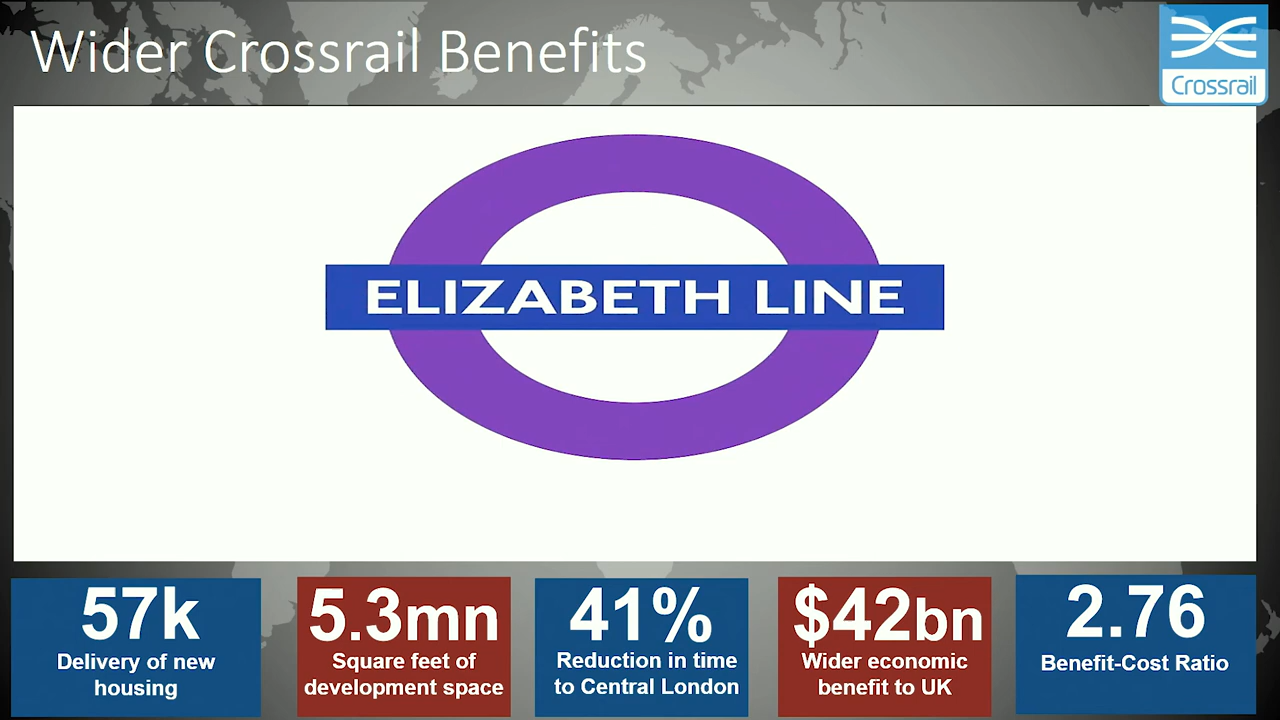 Wider Crossrail Benefits
Crossrail
ELIZABETH LINE
57k
Delivery of new
housing
5.3mn
Square feet of
development space
41%
Reduction in time
to Central London
$42bn
Wider economic
benefit to UK
2.76
Benefit-Cost Ratio